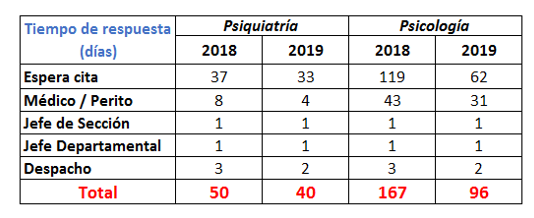 Tiempo de respuesta (días) Psiquiatría Psicología
2018 2019 2018 2019
Espera cita 37 33 119 62
Médico / Perito 8 4 43 31
Jefe de Sección 1 1 1 1
Jefe Departamental 1 1 1 1
Despacho 3 2 3 2
Total 50 40 167 96